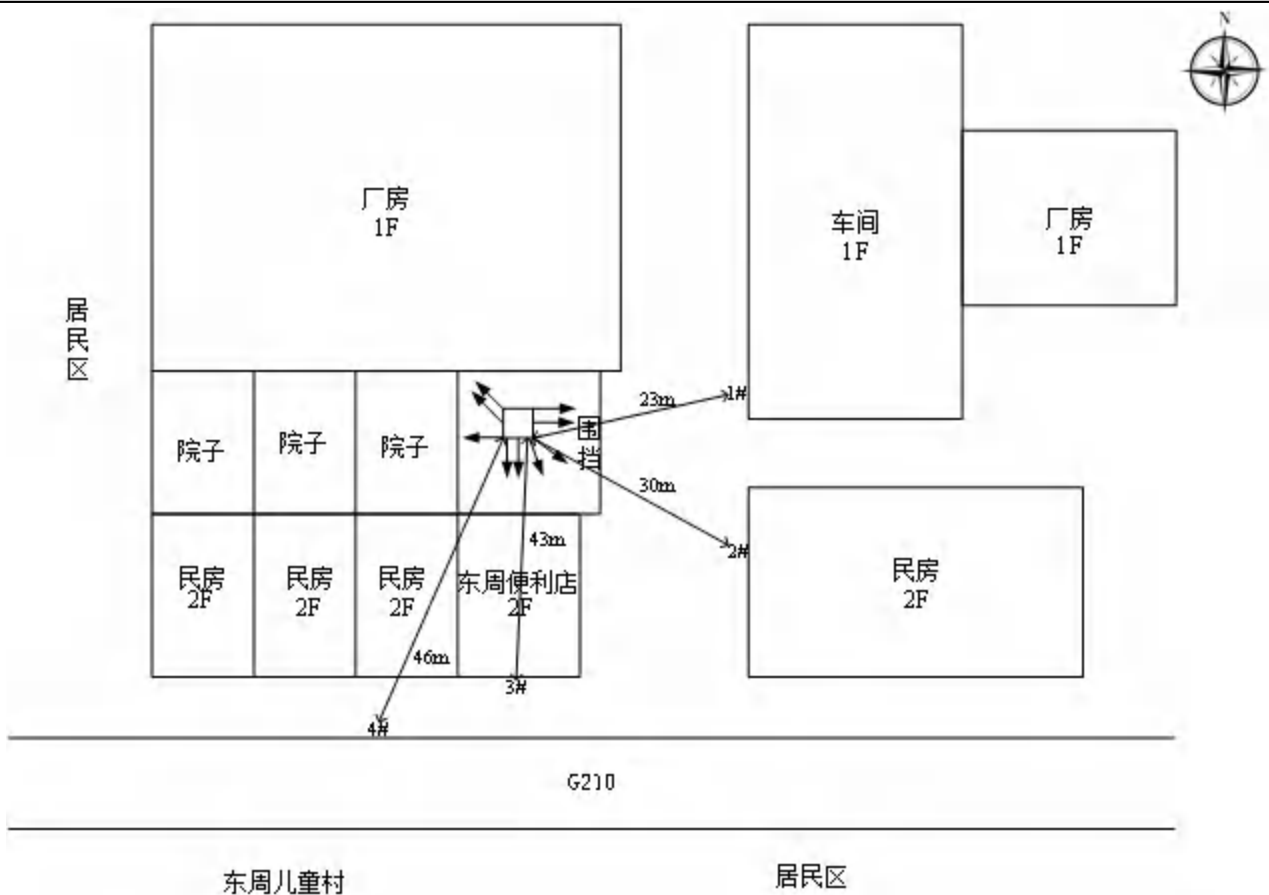 N
厂房
1F
车间
1F
厂房
1F
居
民
区
院子
院子
院子
围
挡
23m
1#
30m
2#
43m
46m
民房
2F
民房
2F
民房
2F
东周便利店
2F
民房
2F
3#
4#
G210
东周儿童村
居民区